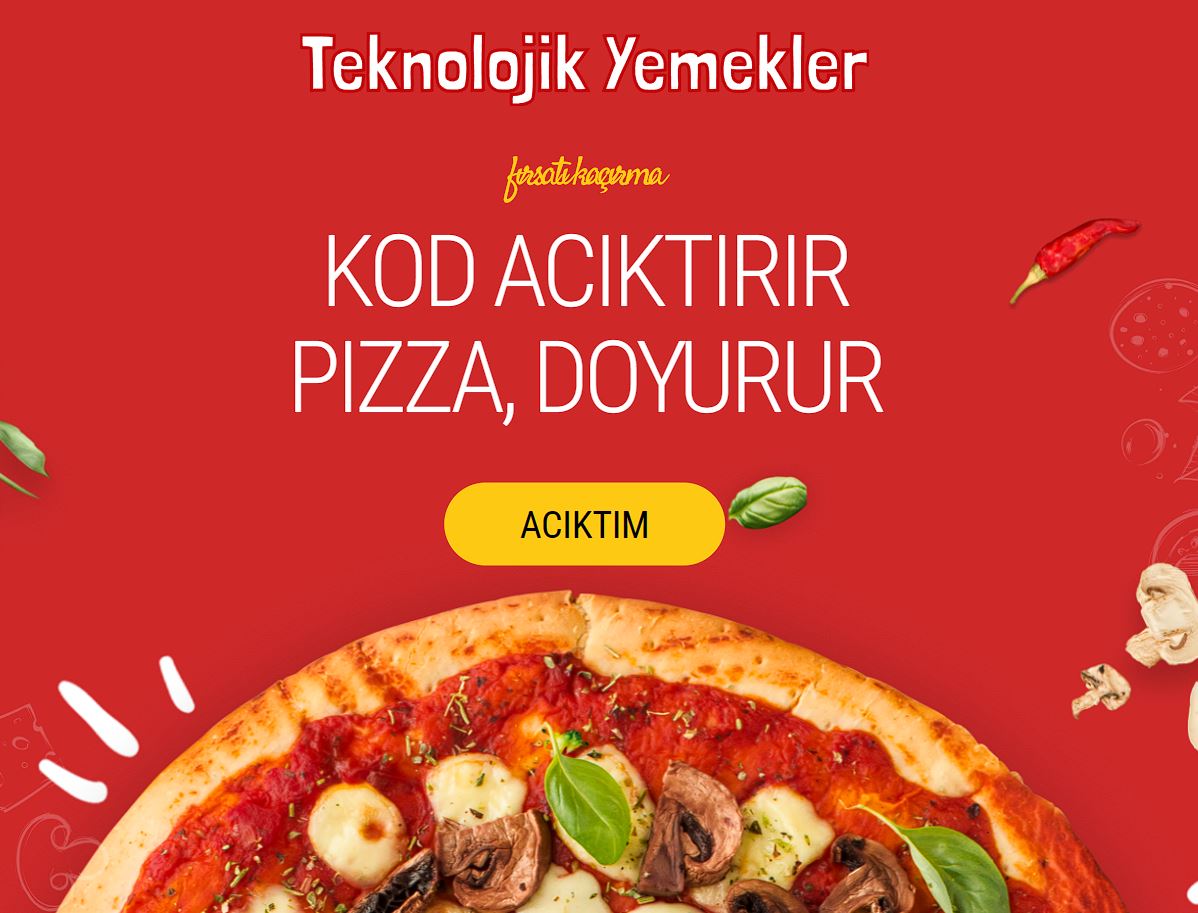 Teknolojik Yemekler
fırsatı kaçırma
KOD ACIKTIRIR
PIZZA, DOYURUR
ACIKTIM